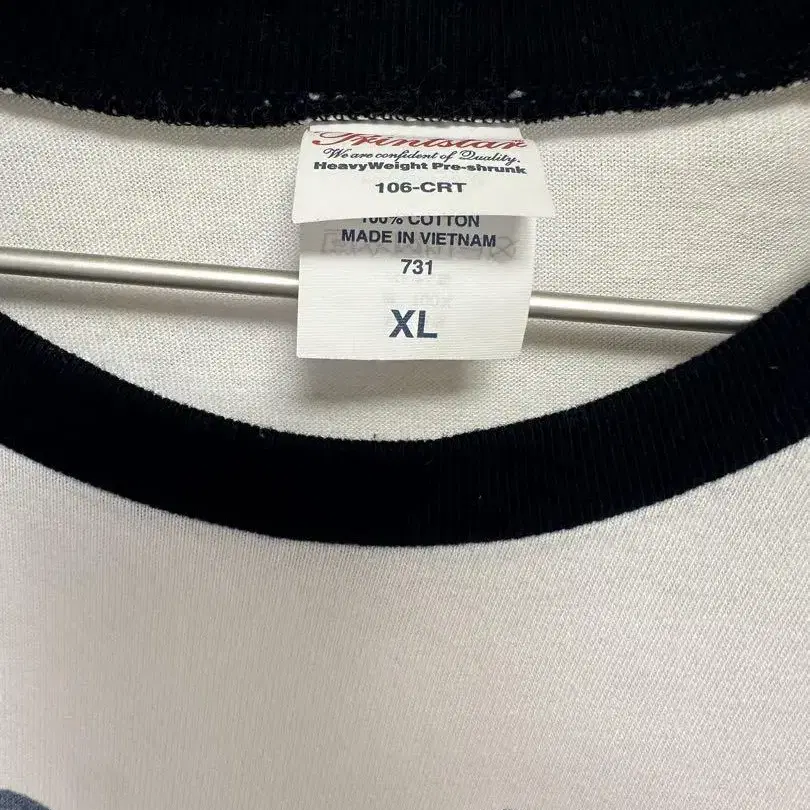 Printstar
We are confident of Quality.
HeavyWeight Pre-shrunk
106-CRT
100% COTTON
MADE IN VIETNAM
731
XL